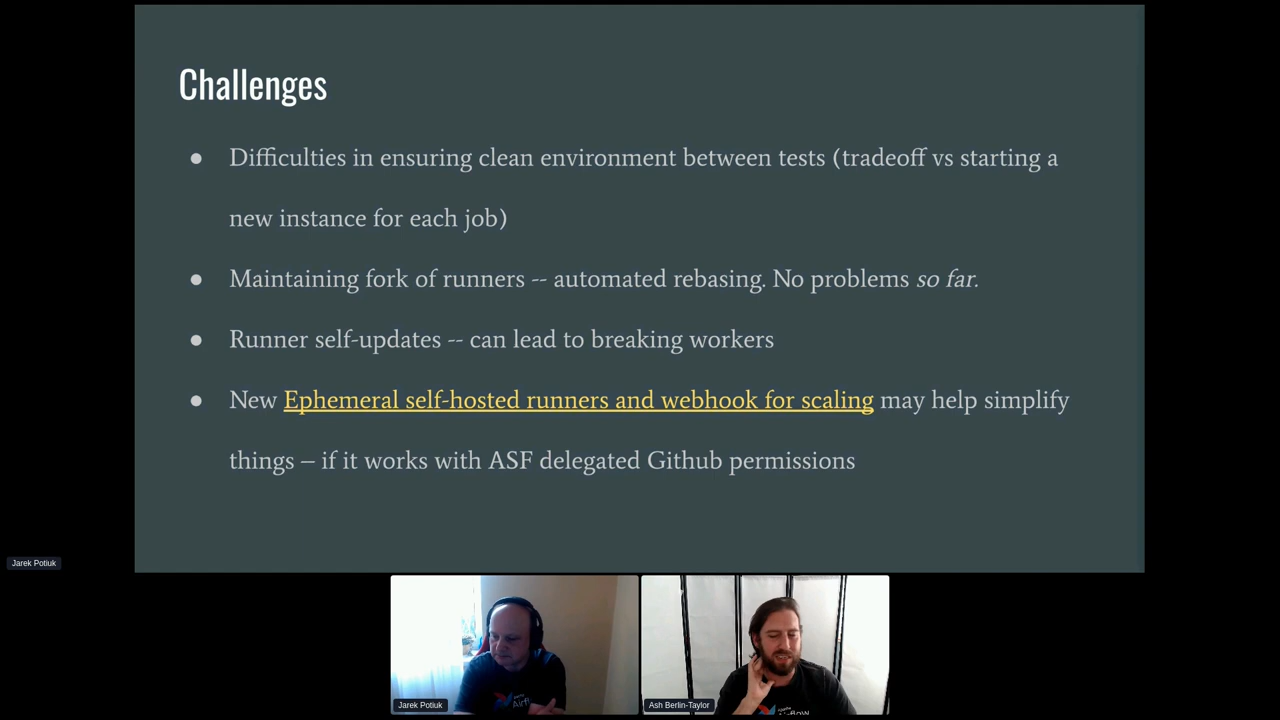 Challenges
● Difficulties in ensuring clean environment between tests (tradeoff vs starting a
new instance for each job)
● Maintaining fork of runners -- automated rebasing. No problems so far.
● Runner self-updates -- can lead to breaking workers
● New Ephemeral self-hosted runners and webhook for scaling may help simplify
things – if it works with ASF delegated Github permissions
Jarek Potiuk
Jarek Potiuk
Ash Berlin-Taylor